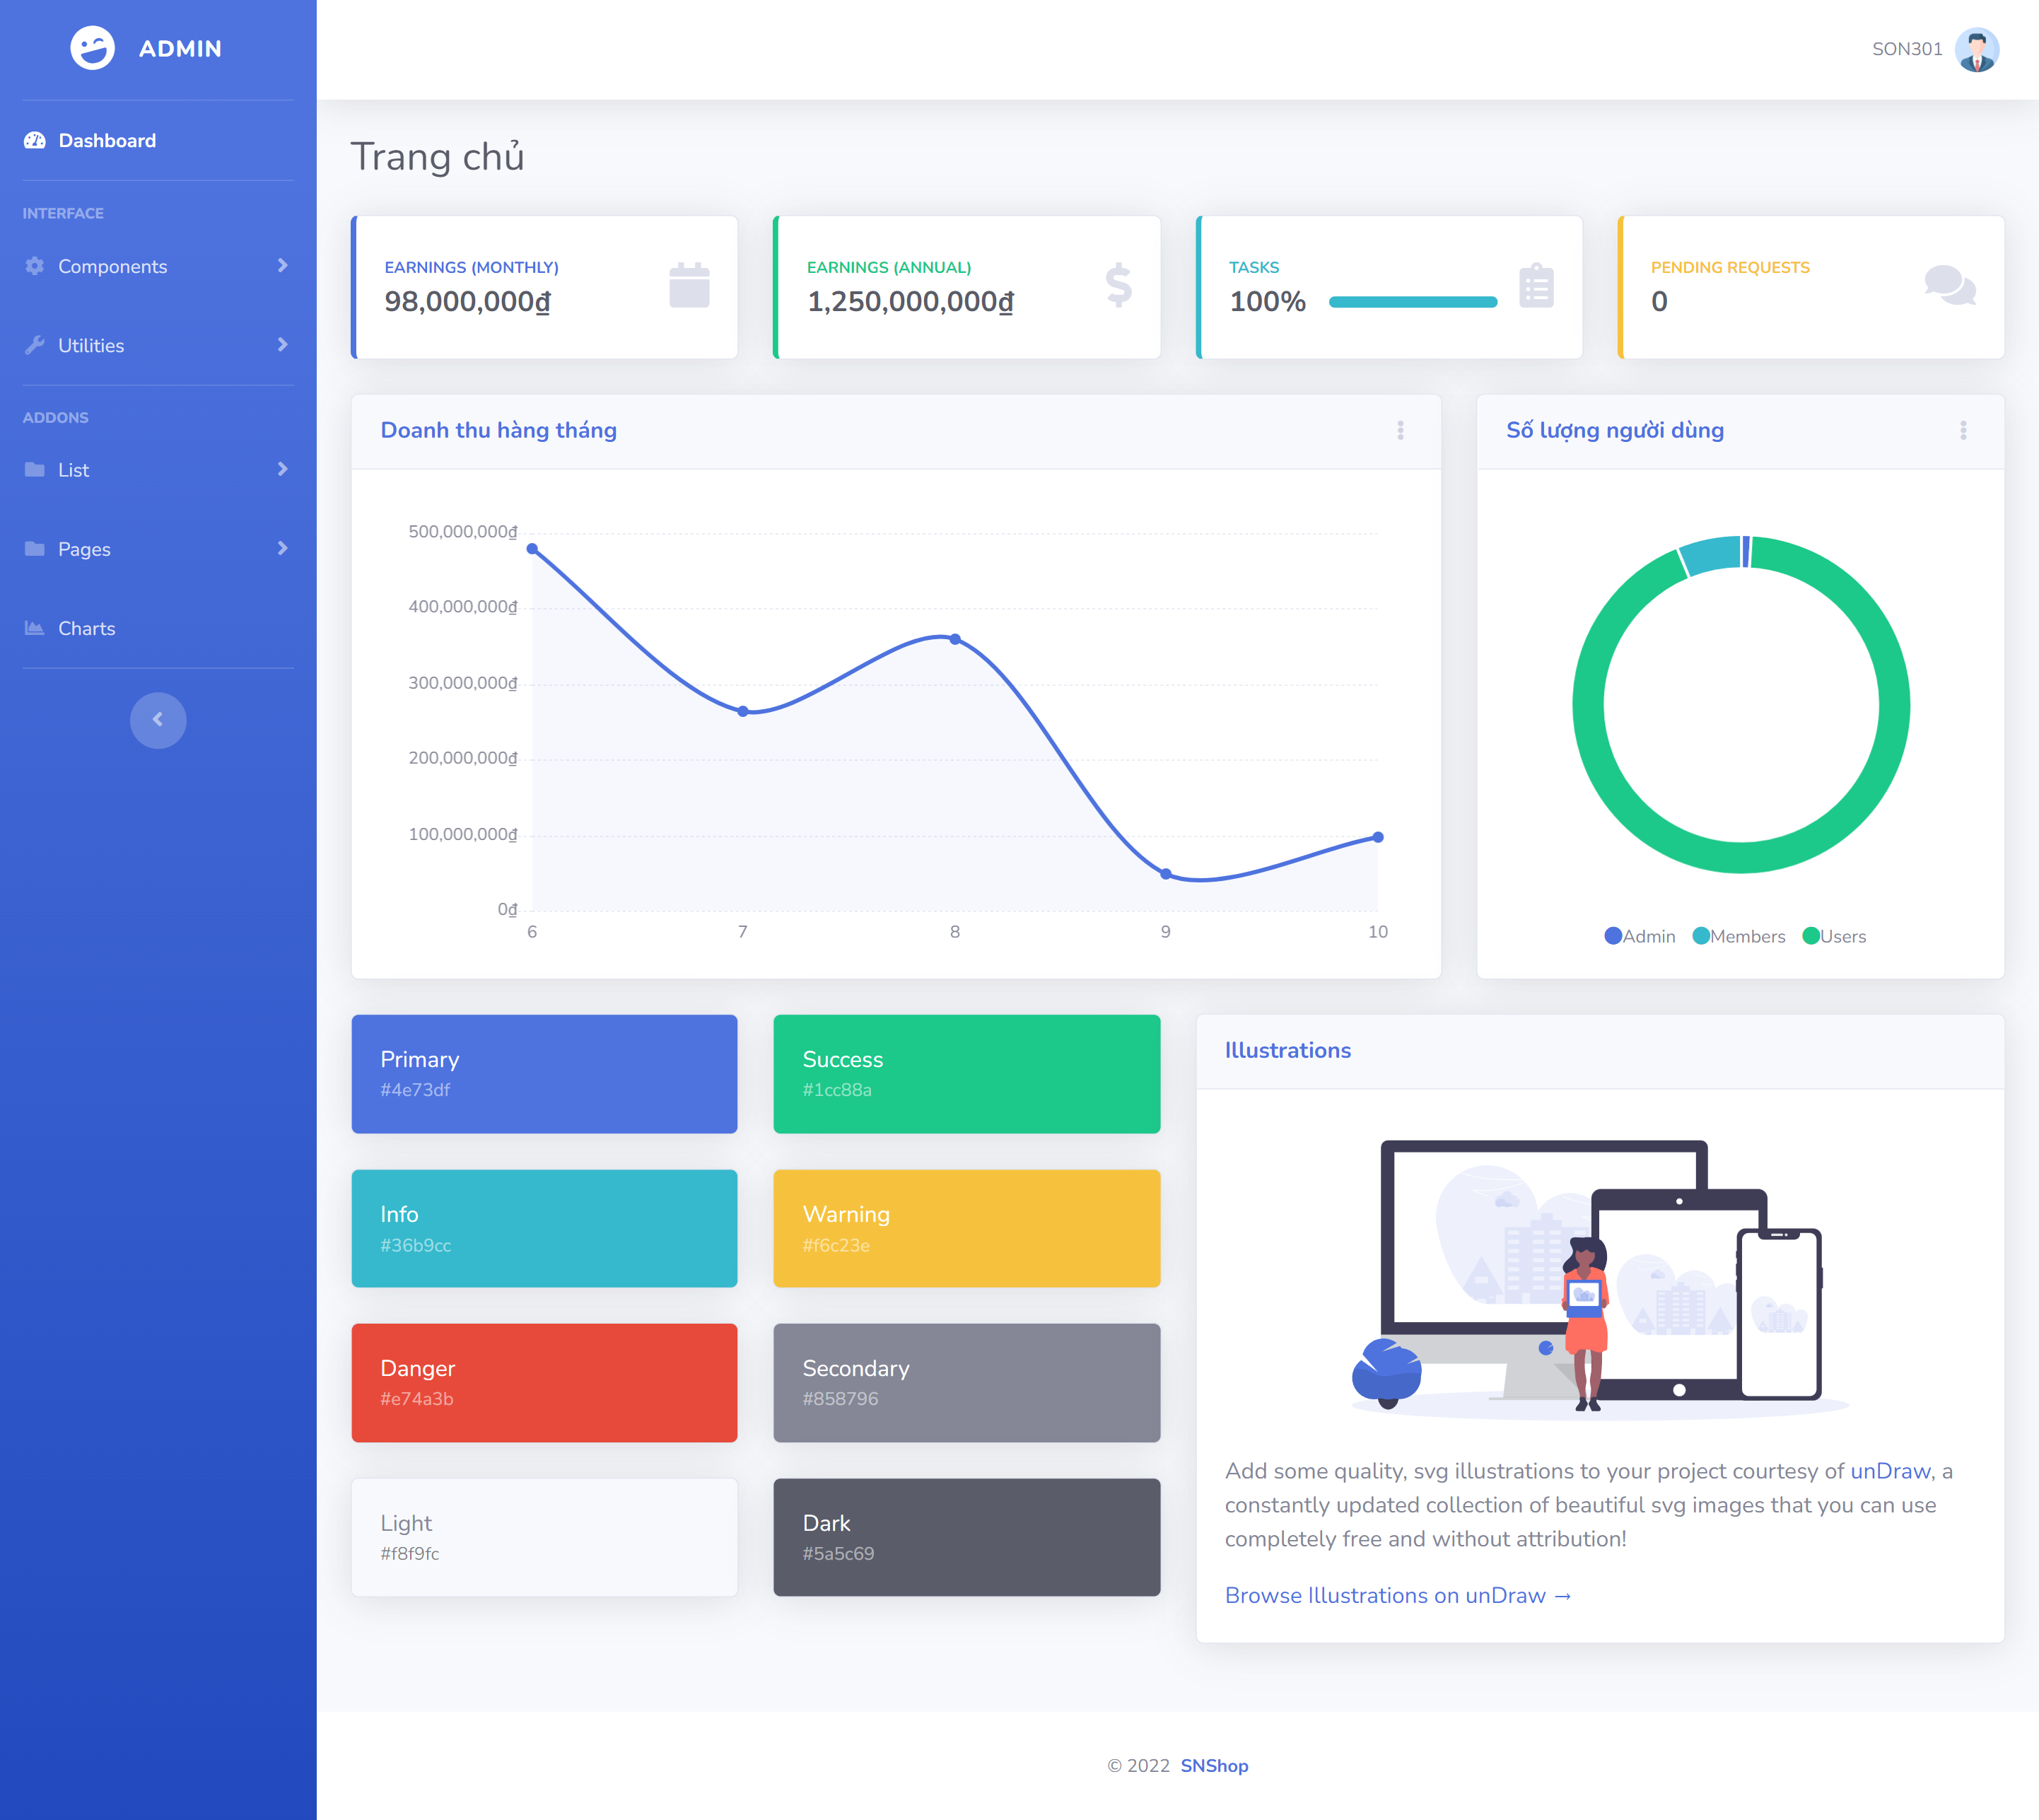 ADMIN
SON301
Dashboard
INTERFACE
Components
Utilities
ADDONS
List
Pages
Charts
Trang chủ
EARNINGS (MONTHLY)
98,000,000₫
EARNINGS (ANNUAL)
1,250,000,000₫
TASKS
100%
PENDING REQUESTS
0
Doanh thu hàng tháng
500,000,000₫
400,000,000₫
300,000,000₫
200,000,000₫
100,000,000₫
0₫
6 7 8 9 10
Số lượng người dùng
Admin Members Users
Primary
#4e73df
Success
#1cc88a
Info
#36b9cc
Warning
#f6c23e
Danger
#e74a3b
Secondary
#858796
Light
#f8f9fc
Dark
#5a5c69
Illustrations
Add some quality, svg illustrations to your project courtesy of unDraw, a
constantly updated collection of beautiful svg images that you can use
completely free and without attribution!
Browse Illustrations on unDraw →
© 2022 SNShop